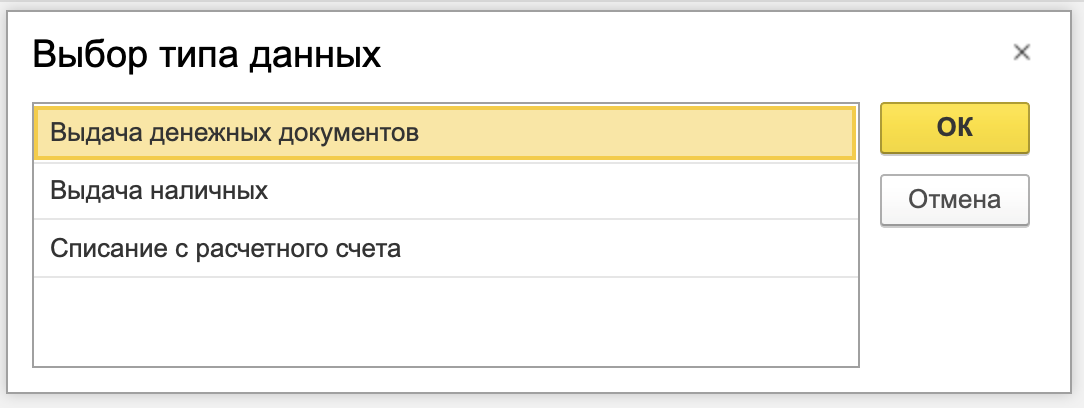 Выбор типа данных
Выдача денежных документов
ОК
Выдача наличных
Отмена
Списание с расчетного счета